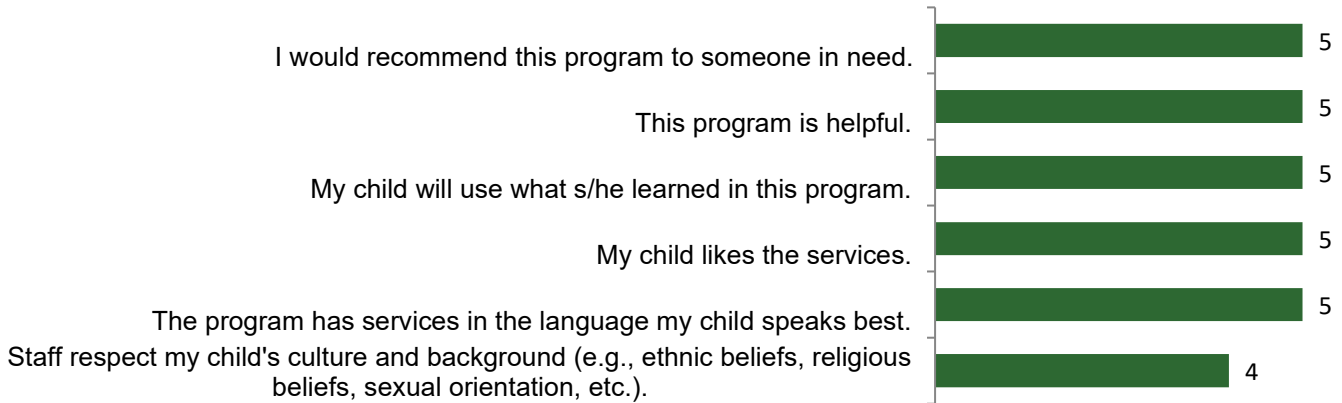 I would recommend this program to someone in need.
5
This program is helpful.
5
My child will use what s/he learned in this program.
5
My child likes the services.
5
The program has services in the language my child speaks best.
5
Staff respect my child's culture and background (e.g., ethnic beliefs, religious
beliefs, sexual orientation, etc.).
4